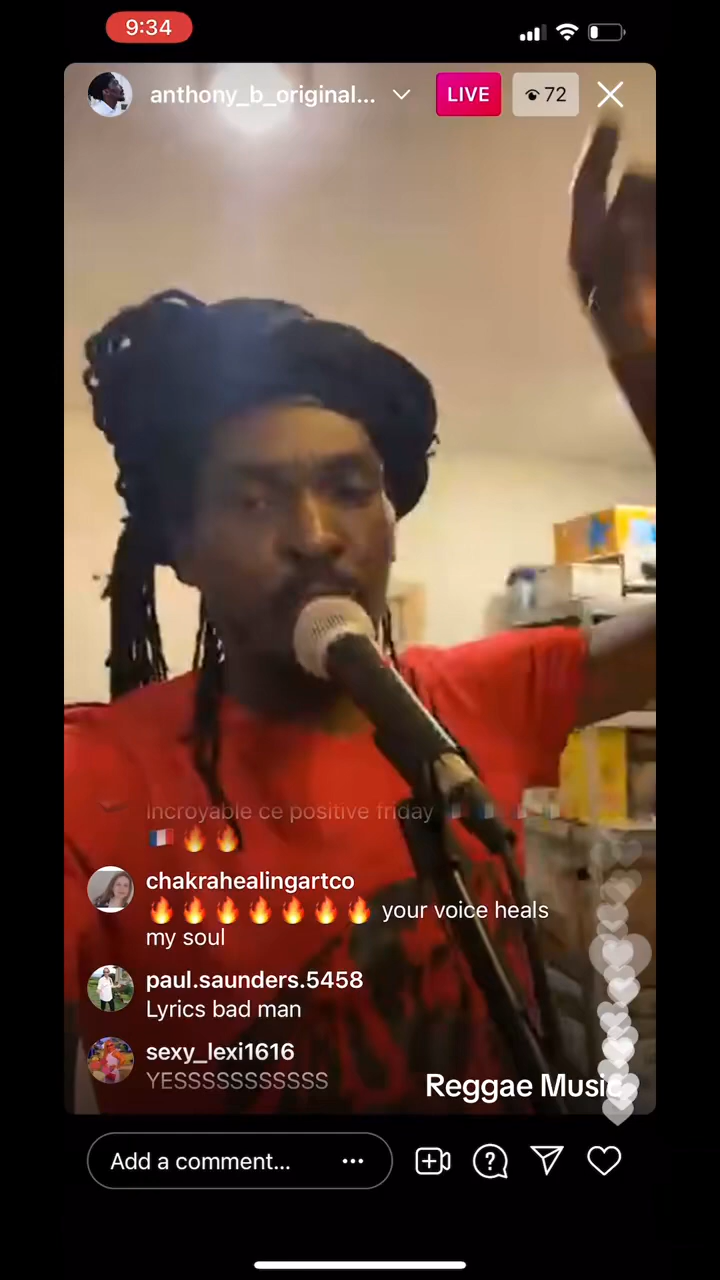 9:34
anthony_b_original...
LIVE
72
Incroyable ce positive friday
🇫🇷 🔥 🔥
chakrahealingartco
🔥🔥🔥🔥🔥🔥🔥 your voice heals
my soul
paul.saunders.5458
Lyrics bad man
sexy_lexi1616
YESSSSSSSSSSS
Reggae Music
Add a comment...